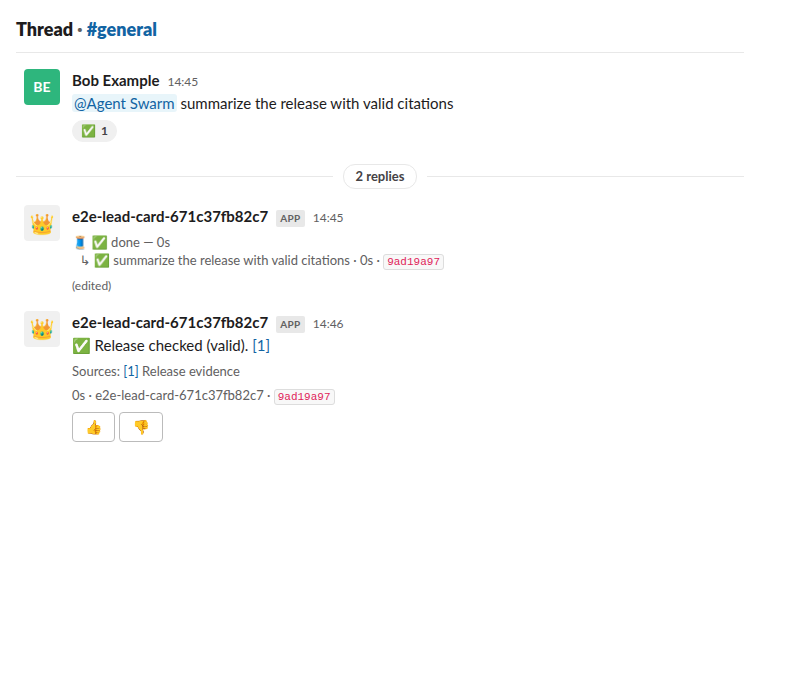 Thread • #general
BE
Bob Example 14:45
@Agent Swarm summarize the release with valid citations
✅ 1
2 replies
e2e-lead-card-671c37fb82c7 APP 14:45
🧵 ✅ done — 0s
↳ ✅ summarize the release with valid citations · 0s · 9ad19a97
(edited)
e2e-lead-card-671c37fb82c7 APP 14:46
✅ Release checked (valid). [1]
Sources: [1] Release evidence
0s · e2e-lead-card-671c37fb82c7 · 9ad19a97
👍 👎